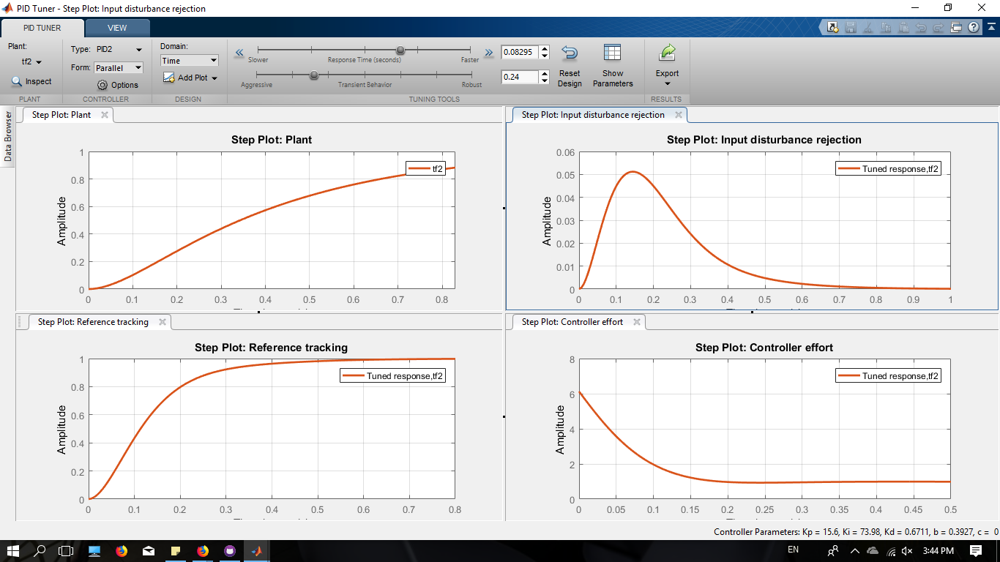 PID Tuner - Step Plot: Input disturbance rejection
PID TUNER
VIEW
Plant:
tf2
Inspect
PLANT
Type: PID2
Form: Parallel
Options
CONTROLLER
Domain:
Time
Add Plot
DESIGN
Slower
Response Time (seconds)
Faster
0.08295
Aggressive
Transient Behavior
Robust
0.24
TUNING TOOLS
Reset
Design
Show
Parameters
Export
RESULTS
Data Browser
Step Plot: Plant
Step Plot: Plant
Amplitude
1
0.8
0.6
0.4
0.2
0
0 0.1 0.2 0.3 0.4 0.5 0.6 0.7 0.8
tf2
Step Plot: Input disturbance rejection
Step Plot: Input disturbance rejection
Amplitude
0.06
0.05
0.04
0.03
0.02
0.01
0
0 0.1 0.2 0.3 0.4 0.5 0.6 0.7 0.8 0.9 1
Tuned response,tf2
Step Plot: Reference tracking
Step Plot: Reference tracking
Amplitude
1
0.8
0.6
0.4
0.2
0
0 0.1 0.2 0.3 0.4 0.5 0.6 0.7 0.8
Tuned response,tf2
Step Plot: Controller effort
Step Plot: Controller effort
Amplitude
8
6
4
2
0
0 0.05 0.1 0.15 0.2 0.25 0.3 0.35 0.4 0.45 0.5
Tuned response,tf2
Controller Parameters: Kp = 15.6, Ki = 73.98, Kd = 0.6711, b = 0.3927, c = 0
EN
3:44 PM